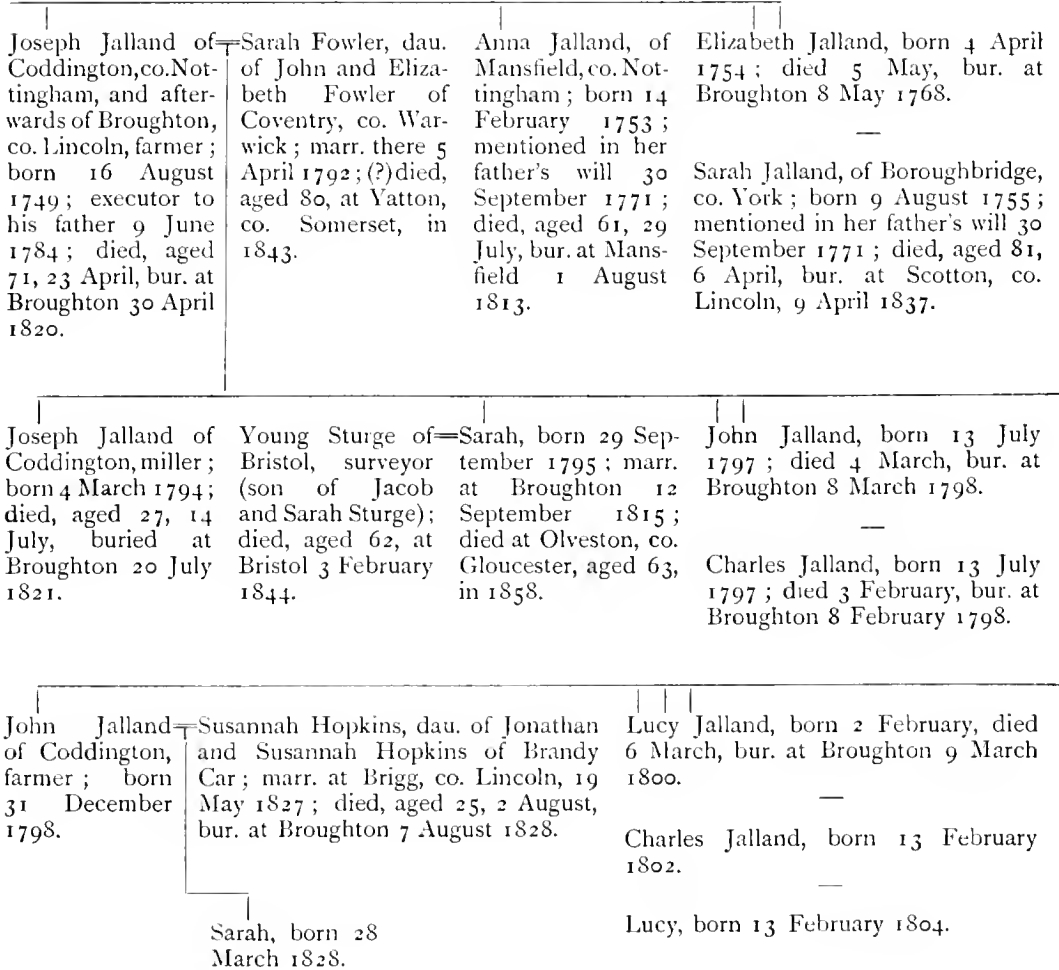 Joseph Jalland of
Coddington, co. Not-
tingham, and after-
wards of Broughton,
co. Lincoln, farmer;
born 16 August
1749; executor to
his father 9 June
1784; died, aged
71, 23 April, bur. at
Broughton 30 April
1820.
Sarah Fowler, dau.
of John and Eliza-
beth Fowler of
Coventry, co. War-
wick; marr. there 5
April 1792; (?) died,
aged 80, at Yatton,
co. Somerset, in
1843.
Anna Jalland, of
Mansfield, co. Not-
tingham; born 14
February 1753;
mentioned in her
father's will 30
September 1771;
died, aged 61, 29
July, bur. at Mans-
field 1 August
1813.
Elizabeth Jalland, born 4 April
1754; died 5 May, bur. at
Broughton 8 May 1768.
Sarah Jalland, of Boroughbridge,
co. York; born 9 August 1755;
mentioned in her father's will 30
September 1771; died, aged 81,
6 April, bur. at Scotton, co.
Lincoln, 9 April 1837.
Joseph Jalland of
Coddington, miller;
born 4 March 1794;
died, aged 27, 14
July, buried at
Broughton 20 July
1821.
Young Sturge of
Bristol, surveyor
(son of Jacob
and Sarah Sturge);
died, aged 62, at
Bristol 3 February
1844.
Sarah, born 29 Sep-
tember 1795; marr.
at Broughton 12
September 1815;
died at Olveston, co.
Gloucester, aged 63,
in 1858.
John Jalland, born 13 July
1797; died 4 March, bur. at
Broughton 8 March 1798.
Charles Jalland, born 13 July
1797; died 3 February, bur. at
Broughton 8 February 1798.
John Jalland
of Coddington,
farmer; born
31 December
1798.
Susannah Hopkins, dau. of Jonathan
and Susannah Hopkins of Brandy
Car; marr. at Brigg, co. Lincoln, 19
May 1827; died, aged 25, 2 August,
bur. at Broughton 7 August 1828.
Lucy Jalland, born 2 February, died
6 March, bur. at Broughton 9 March
1800.
Charles Jalland, born 13 February
1802.
Lucy, born 13 February 1804.
Sarah, born 28
March 1828.